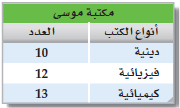 مكتبة موسى
أنواع الكتب العدد
دينية 10
فيزيائية 12
كيميائية 13